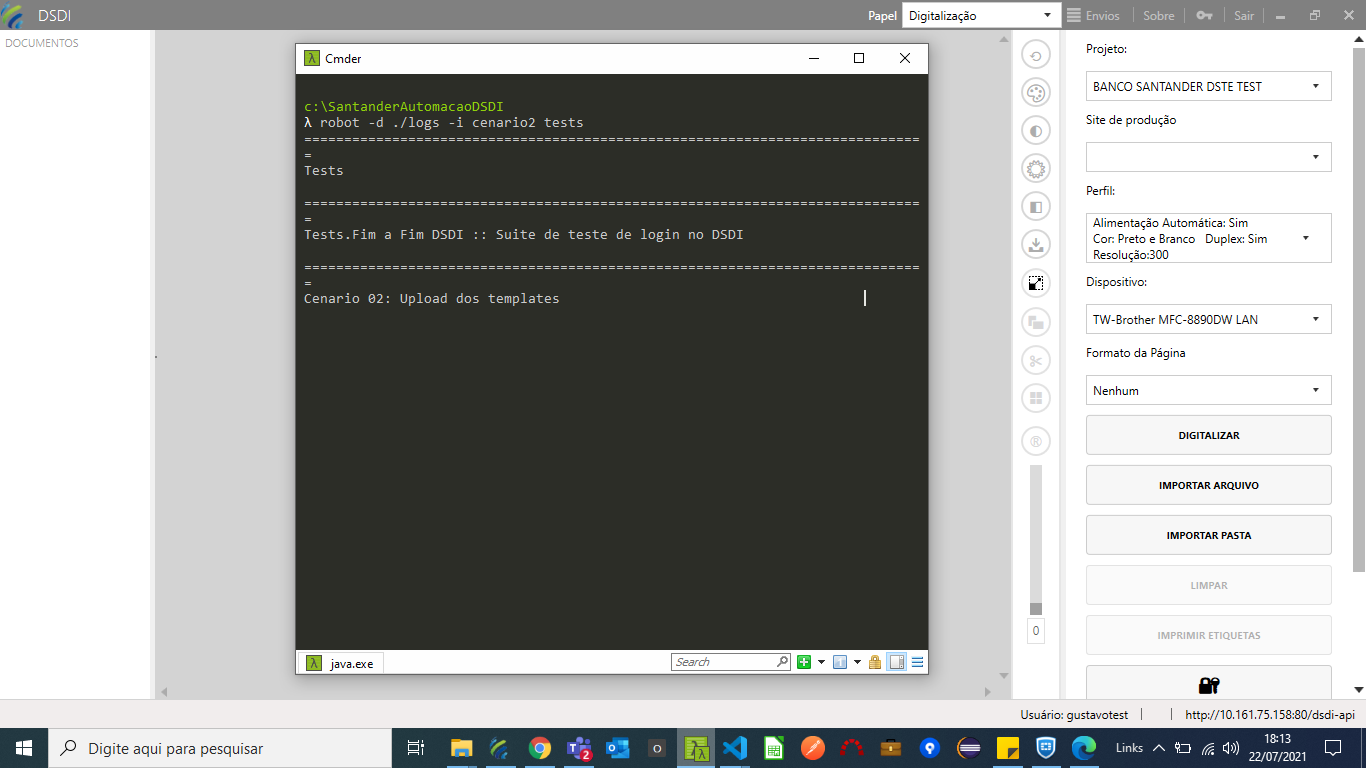 DSDI
Papel
Digitalização
Envios
Sobre
Sair
DOCUMENTOS
Cmder
c:\SantanderAutomacaoDSDI
λ robot -d ./logs -i cenario2 tests
=============================================================================
=
Tests
=============================================================================
=
Tests.Fim a Fim DSDI :: Suite de teste de login no DSDI
=============================================================================
=
Cenario 02: Upload dos templates
java.exe
Search
0
Projeto:
BANCO SANTANDER DSTE TEST
Site de produção
Perfil:
Alimentação Automática: Sim
Cor: Preto e Branco   Duplex: Sim
Resolução:300
Dispositivo:
TW-Brother MFC-8890DW LAN
Formato da Página
Nenhum
DIGITALIZAR
IMPORTAR ARQUIVO
IMPORTAR PASTA
LIMPAR
IMPRIMIR ETIQUETAS
Usuário: gustavotest
http://10.161.75.158:80/dsdi-api
Digite aqui para pesquisar
2
Links
18:13
22/07/2021